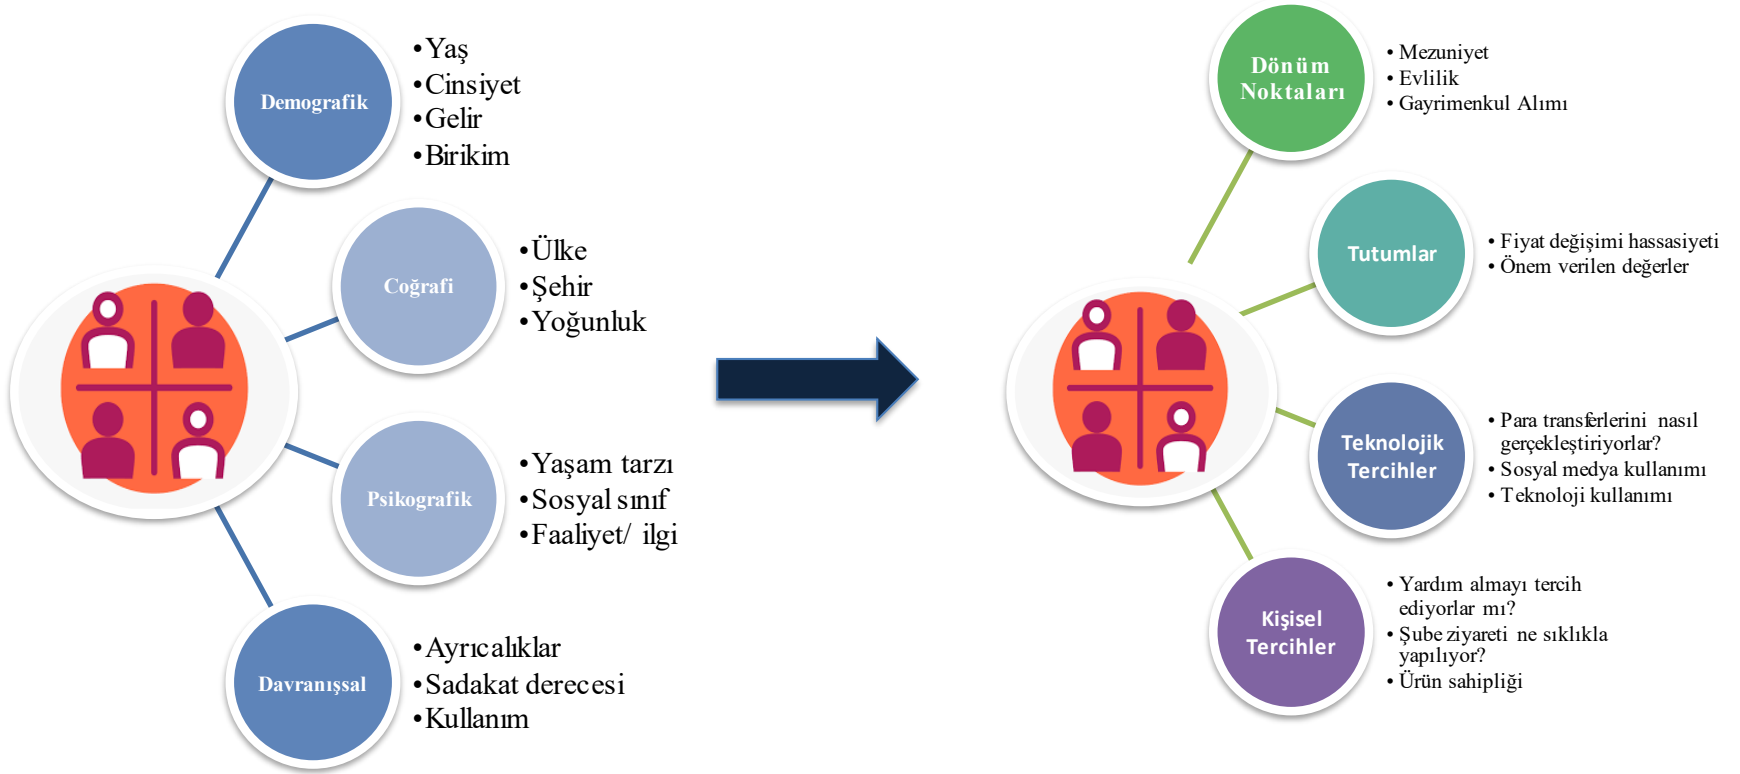 Demografik
•Yaş
•Cinsiyet
•Gelir
•Birikim
Coğrafi
•Ülke
•Şehir
•Yoğunluk
Psikografik
•Yaşam tarzı
•Sosyal sınıf
•Faaliyet/ ilgi
Davranışsal
•Ayrıcalıklar
•Sadakat derecesi
•Kullanım
Dönüm
Noktaları
• Mezuniyet
• Evlilik
• Gayrimenkul Alımı
Tutumlar
• Fiyat değişimi hassasiyeti
• Önem verilen değerler
Teknolojik
Tercihler
• Para transferlerini nasıl
gerçekleştiriyorlar?
• Sosyal medya kullanımı
• Teknoloji kullanımı
Kişisel
Tercihler
• Yardım almayı tercih
ediyorlar mı?
• Şube ziyareti ne sıklıkla
yapılıyor?
• Ürün sahipliği